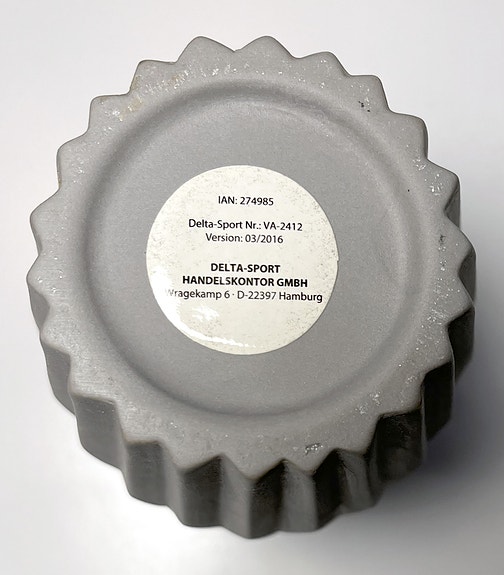 IAN: 274985
Delta-Sport Nr.: VA-2412
Version: 03/2016
DELTA-SPORT
HANDELSKONTOR GMBH
Wragekamp 6 · D-22397 Hamburg